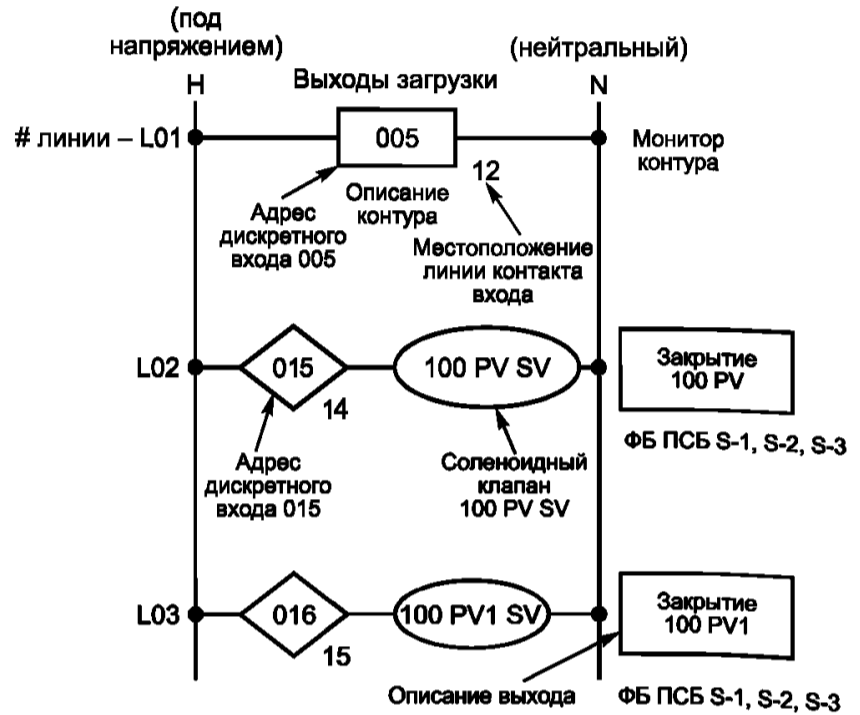 (под
напряжением)
H
Выходы загрузки
(нейтральный)
N
# линии – L01
005
Монитор
контура
12
Адрес
дискретного
входа 005
Описание
контура
Местоположение
линии контакта
входа
L02
015
14
100 PV SV
Закрытие
100 PV
ФБ ПСБ S-1, S-2, S-3
Адрес
дискретного
входа 015
Соленоидный
клапан
100 PV SV
L03
016
15
100 PV1 SV
Закрытие
100 PV1
Описание выхода
ФБ ПСБ S-1, S-2, S-3